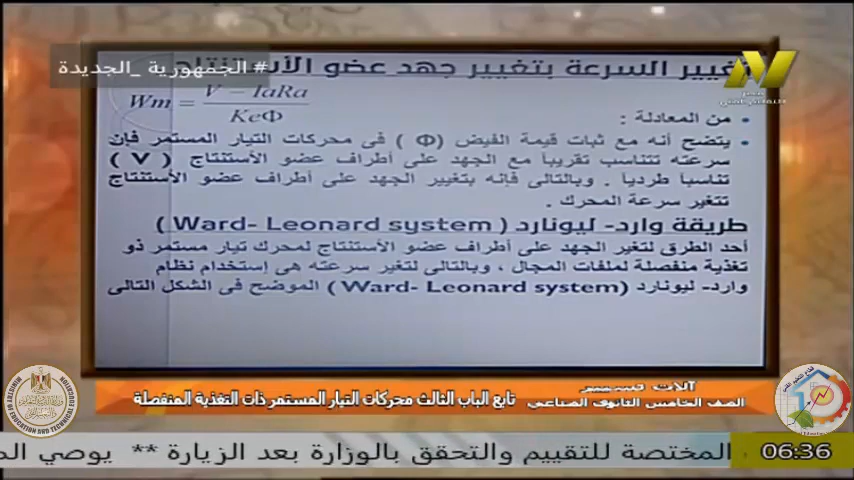 # الجمهورية _الجديدة
تغيير السرعة بتغيير جهد عضو الأستنتاج
من المعادلة :
Wm = V - IaRa / KeΦ
يتضح أنه مع ثبات قيمة الفيض (Φ ) فى محركات التيار المستمر فإن
سرعته تتناسب تقريباً مع الجهد على أطراف عضو الأستنتاج ( V )
تناسباً طردياً . وبالتالى فإنه بتغيير الجهد على أطراف عضو الأستنتاج
تتغير سرعة المحرك .
طريقة وارد- ليونارد ( Ward- Leonard system)
أحد الطرق لتغير الجهد على أطراف عضو الأستنتاج لمحرك تيار مستمر ذو
تغذية منفصلة لملفات المجال ، وبالتالى لتغير سرعته هى إستخدام نظام
وارد- ليونارد (Ward- Leonard system ) الموضح فى الشكل التالى
الصف الخامس الثانوى الصناعي
تابع الباب الثالث محركات التيار المستمر ذات التغذية المنفصلة
المختصة للتقييم والتحقق بالوزارة بعد الزيارة ** يوصي
06:36